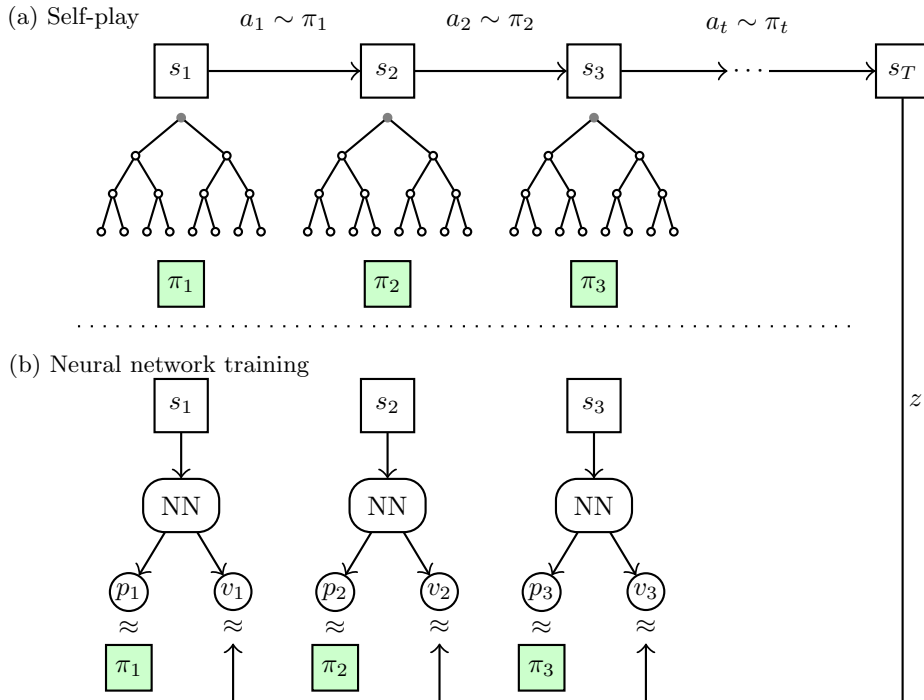 (a) Self-play
a₁ ∼ π₁ a₂ ∼ π₂ aₜ ∼ πₜ
s₁ s₂ s₃ ··· s_T
π₁ π₂ π₃
(b) Neural network training
s₁ s₂ s₃
z
NN NN NN
p₁ v₁ p₂ v₂ p₃ v₃
≈ ≈ ≈ ≈ ≈ ≈
π₁ π₂ π₃